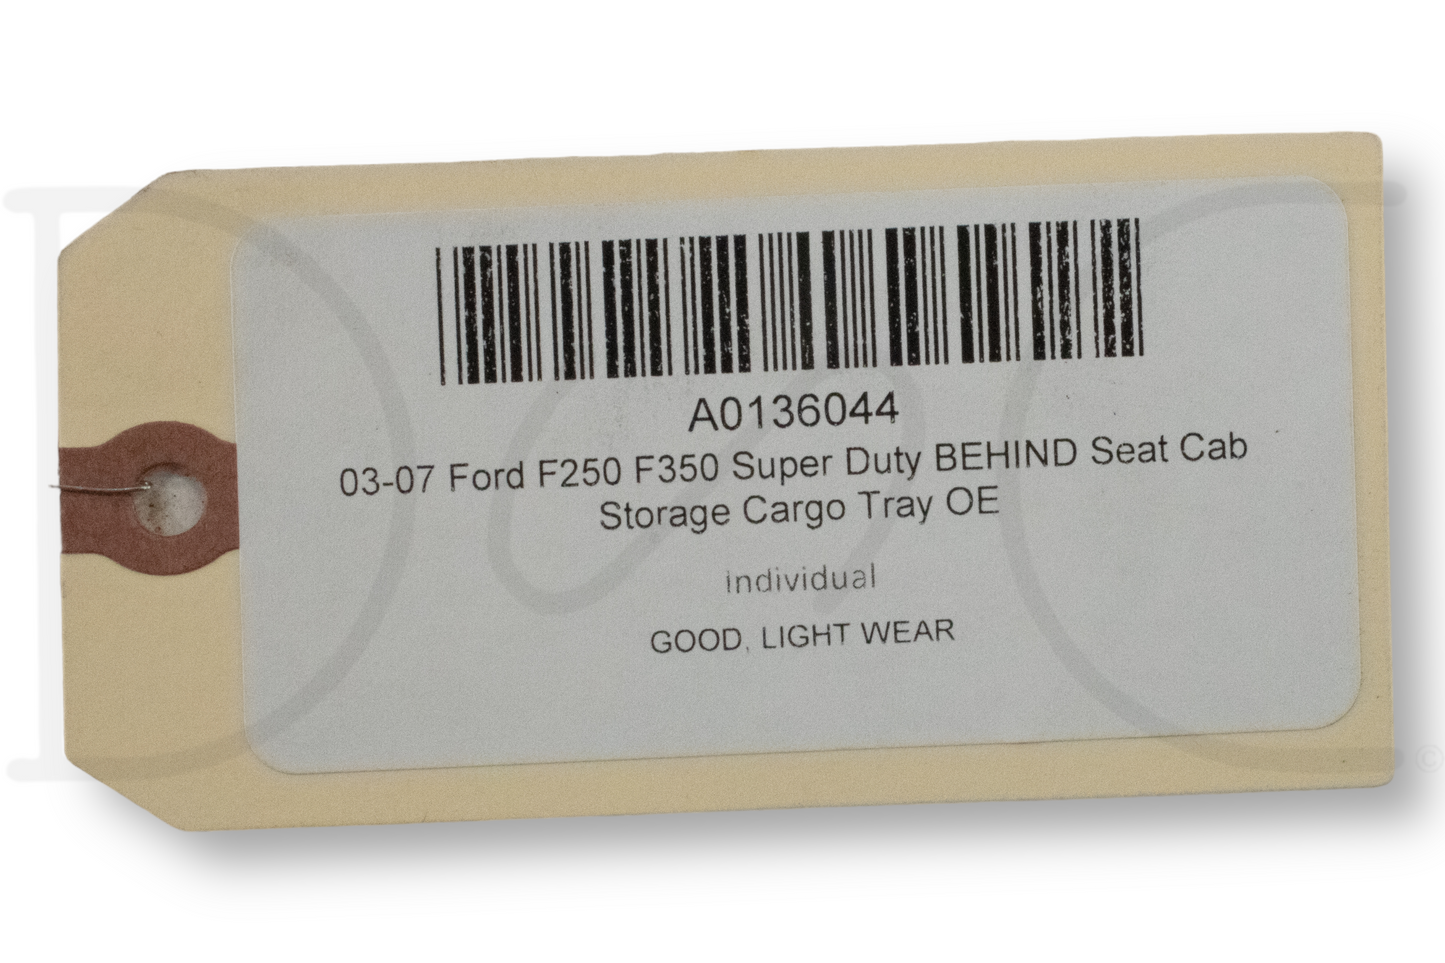 A0136044
03-07 Ford F250 F350 Super Duty BEHIND Seat Cab
Storage Cargo Tray OE
individual
GOOD, LIGHT WEAR
©